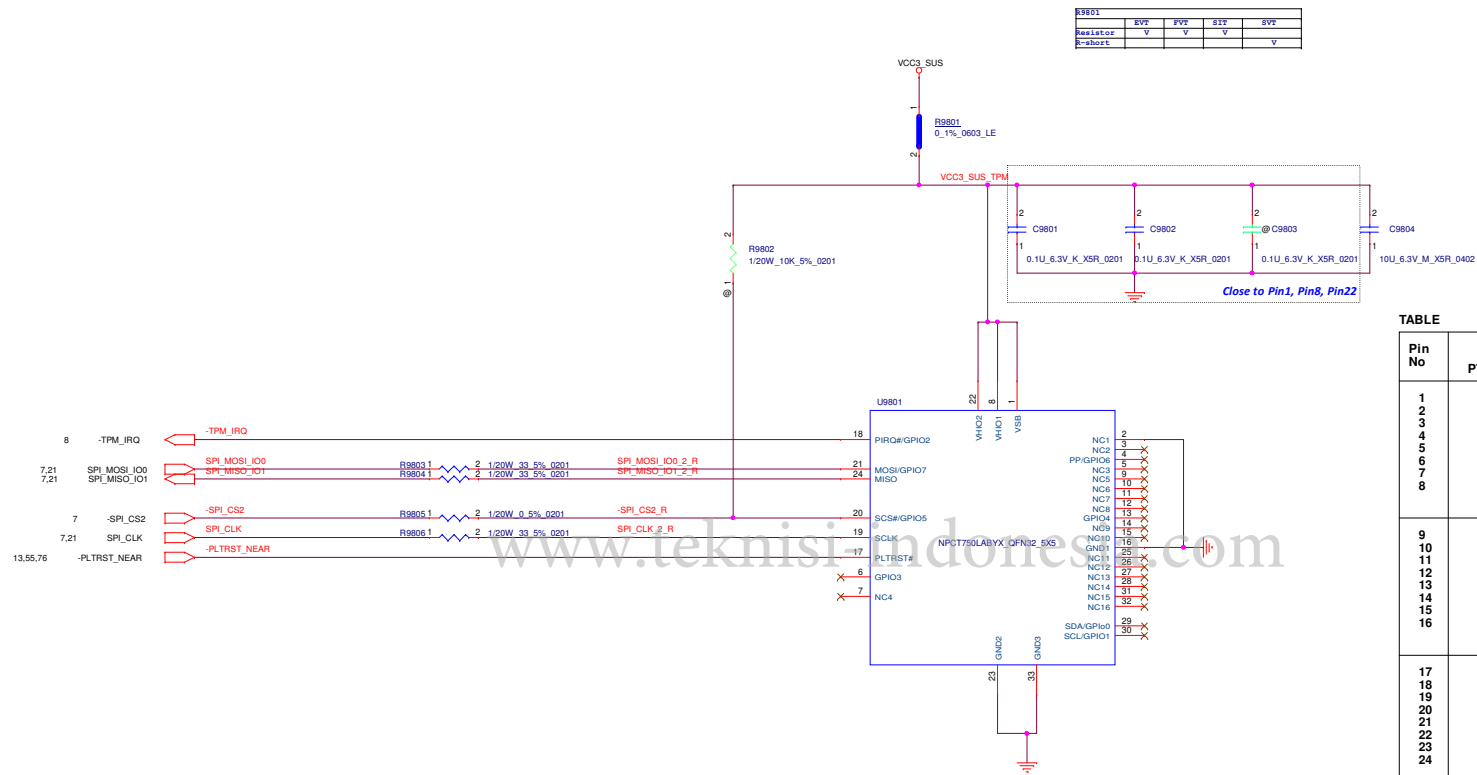 R9801
EVT FVT SIT SVT
Resistor V V V
R-short V
VCC3_SUS
1
R9801
0_1%_0603_LE
2
VCC3_SUS_TPM
2 2 2 2
C9801 C9802 @ C9803 C9804
1 1 1 1
0.1U_6.3V_K_X5R_0201 0.1U_6.3V_K_X5R_0201 0.1U_6.3V_K_X5R_0201 10U_6.3V_M_X5R_0402
Close to Pin1, Pin8, Pin22
2
R9802
1/20W_10K_5%_0201
1
@
TABLE
Pin
No
1
2
3
4
5
6
7
8
9
10
11
12
13
14
15
16
17
18
19
20
21
22
23
24
U9801
22 8 1
VHIO2 VHIO1 VSB
8 -TPM_IRQ -TPM_IRQ 18 PIRQ#/GPIO2
7,21 SPI_MOSI_IO0 SPI_MOSI_IO0 R9803 1 2 1/20W_33_5%_0201 SPI_MOSI_IO0_2_R 21 MOSI/GPIO7
7,21 SPI_MISO_IO1 SPI_MISO_IO1 R9804 1 2 1/20W_33_5%_0201 SPI_MISO_IO1_2_R 24 MISO
7 -SPI_CS2 -SPI_CS2 R9805 1 2 1/20W_0_5%_0201 -SPI_CS2_R 20 SCS#/GPIO5
7,21 SPI_CLK SPI_CLK R9806 1 2 1/20W_33_5%_0201 SPI_CLK_2_R 19 SCLK
13,55,76 -PLTRST_NEAR -PLTRST_NEAR 17 PLTRST#
6 GPIO3
7 NC4
NPCT750LABYX_QFN32_5X5
NC1 2
NC2 3
PP/GPIO6 4
NC3 5
NC5 9
NC6 10
NC7 11
NC8 12
GPIO4 13
NC9 14
NC10 15
GND1 16
NC11 25
NC12 26
NC13 27
NC14 28
NC15 31
NC16 32
SDA/GPIo0 29
SCL/GPIO1 30
GND2 GND3
23 33